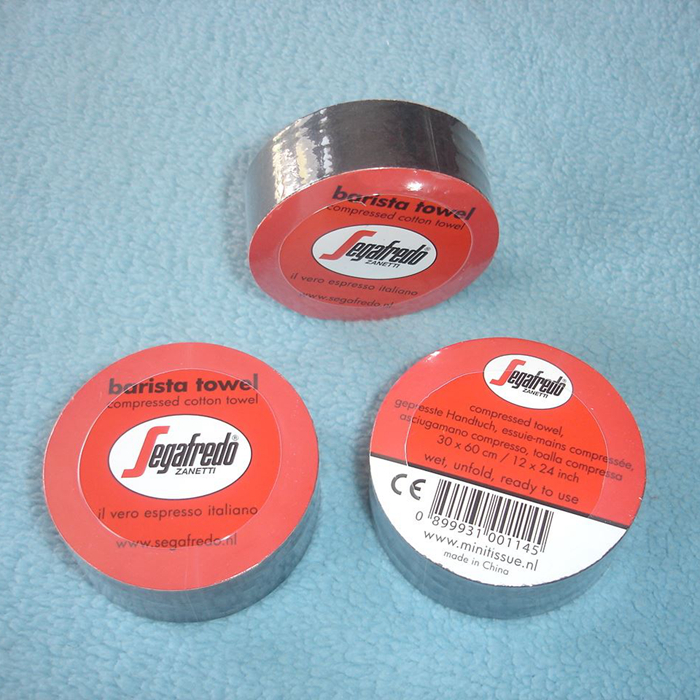 barista towel
compressed cotton towel
Segafredo®
ZANETTI
il vero espresso italiano
www.segafredo.nl
barista towel
compressed cotton towel
Segafredo®
ZANETTI
il vero espresso italiano
www.segafredo.nl
Segafredo®
ZANETTI
compressed towel,
gepresste Handtuch, essuie-mains compressée,
asciugamano compresso, toalla compressa
30 x 60 cm / 12 x 24 inch
wet, unfold, ready to use
CE
0 899931 001145
www.minitissue.nl
made in China